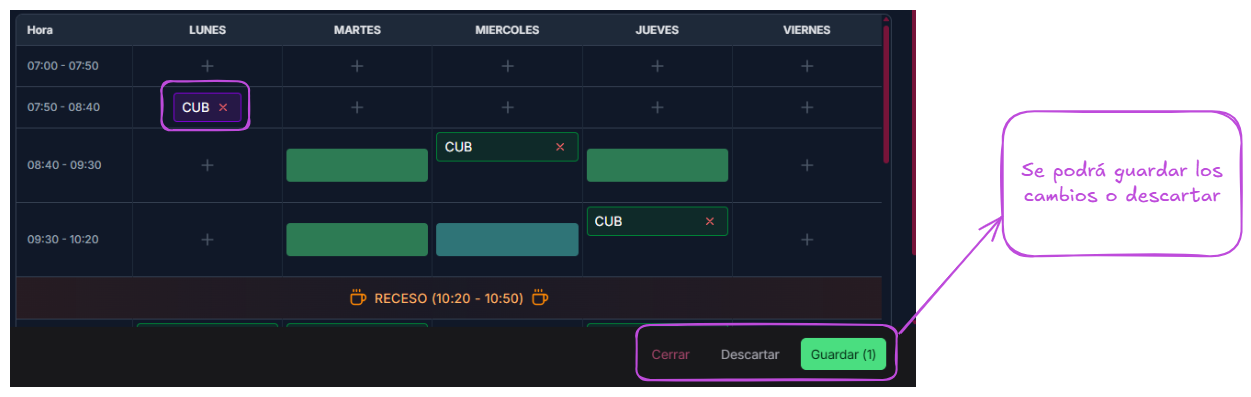 Hora LUNES MARTES MIERCOLES JUEVES VIERNES
07:00 - 07:50 + + + + +
07:50 - 08:40 CUB × + + + +
08:40 - 09:30 + CUB × +
09:30 - 10:20 + CUB × +
RECESO (10:20 - 10:50)
Cerrar Descartar Guardar (1)
Se podrá guardar los
cambios o descartar